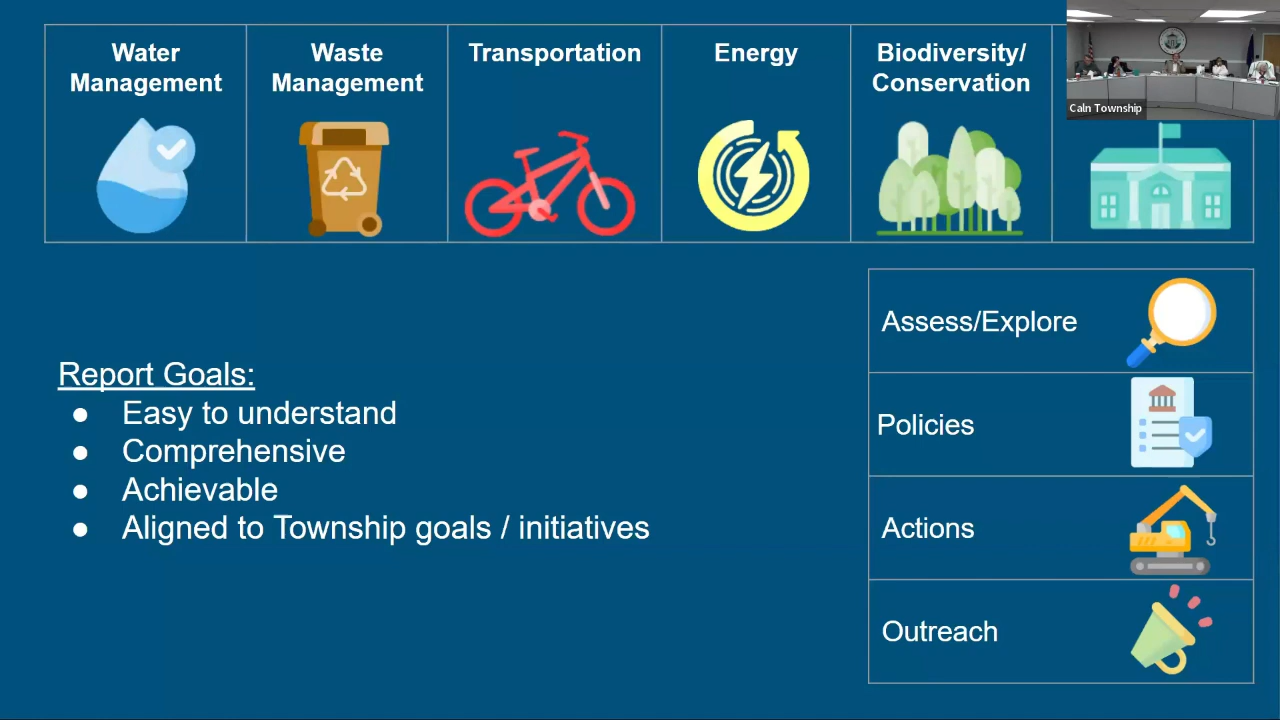 Water
Management
Waste
Management
Transportation
Energy
Biodiversity/
Conservation
Caln Township
Assess/Explore
Policies
Actions
Outreach
Report Goals:
● Easy to understand
● Comprehensive
● Achievable
● Aligned to Township goals / initiatives